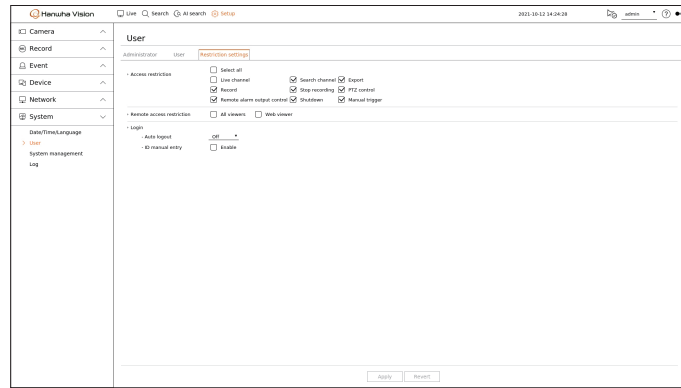 Hanwha Vision
Live Search AI search Setup 2021-10-12 14:24:28 admin ?
Camera
Record
Event
Device
Network
System
Date/Time/Language
> User
System management
Log
User
Administrator User Restriction settings
Access restriction
Select all
Live channel Search channel Export
Record Stop recording PTZ control
Remote alarm output control Shutdown Manual trigger
Remote access restriction All viewers Web viewer
Login
- Auto logout Off
- ID manual entry Enable
Apply Revert